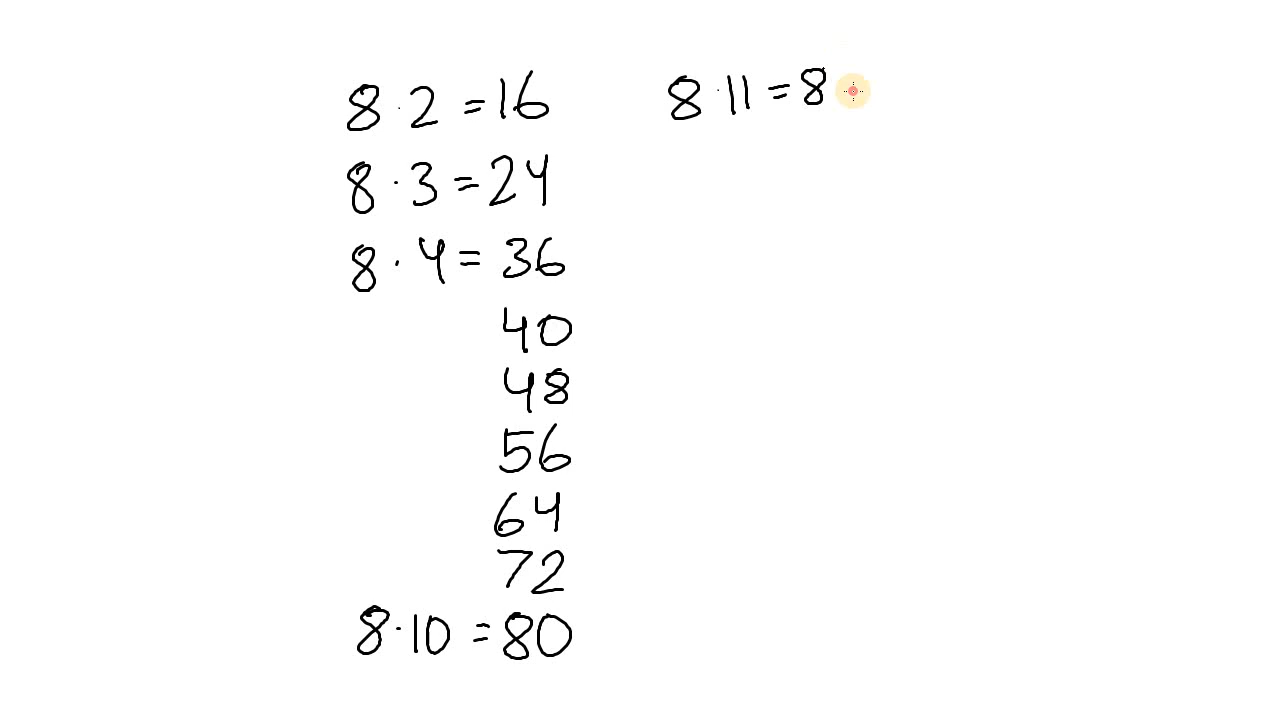 8 · 2 = 16
8 · 3 = 24
8 · 4 = 36
40
48
56
64
72
8 · 10 = 80
8 · 11 = 8